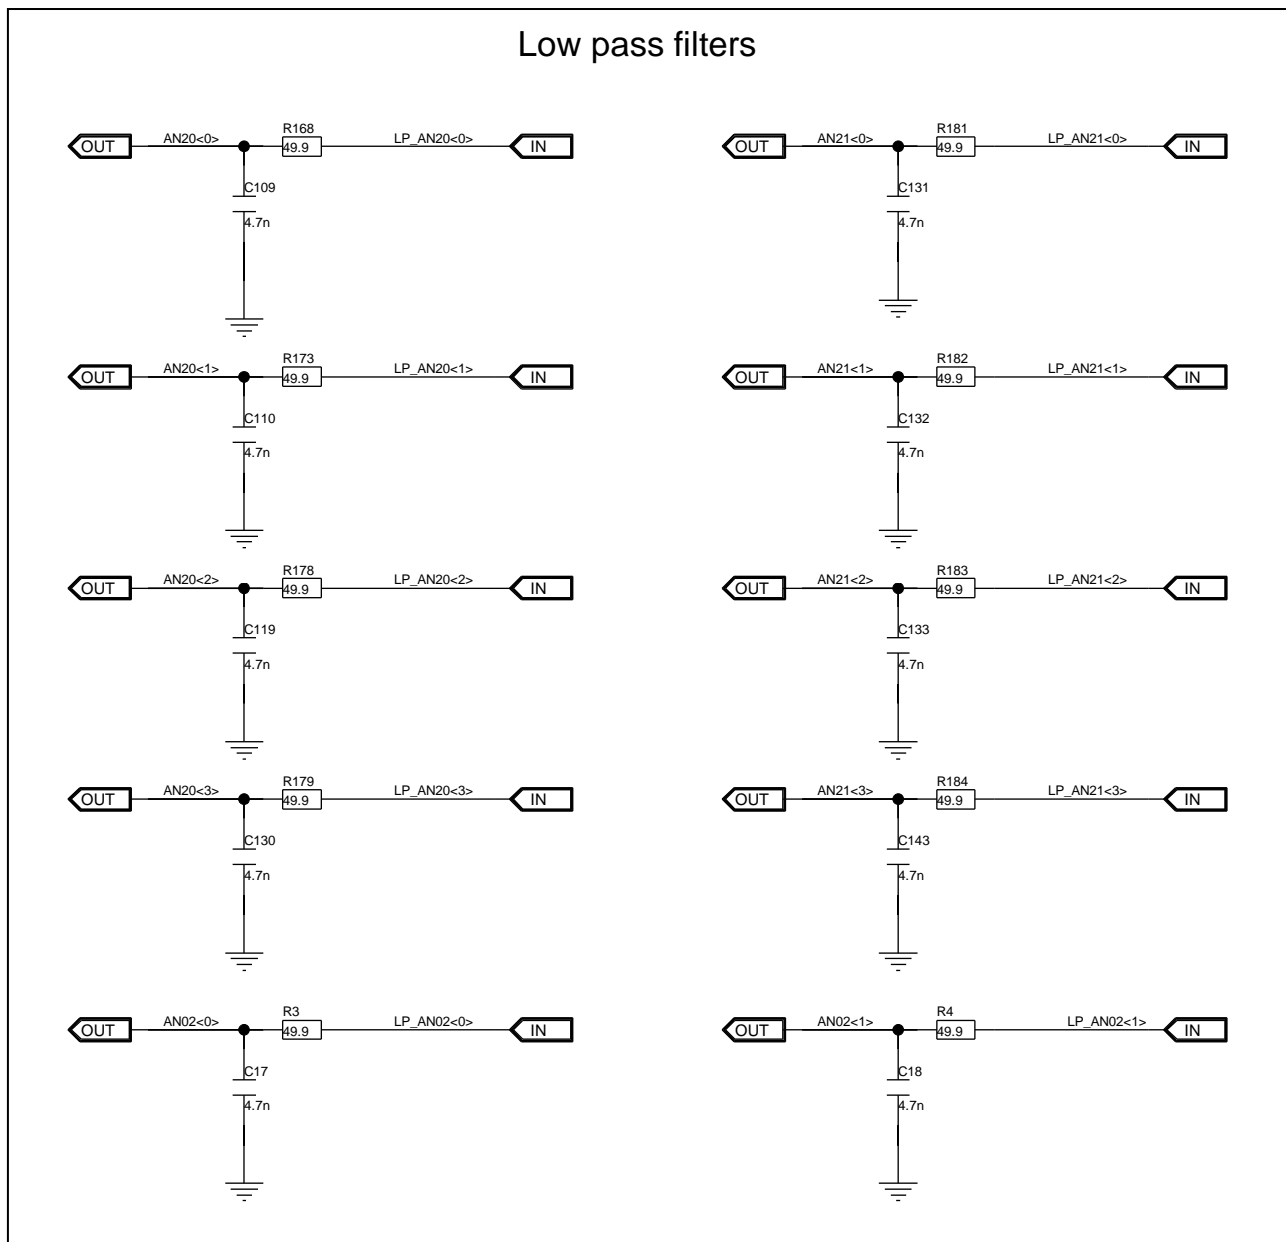 Low pass filters
OUT AN20<0> R168 49.9 LP_AN20<0> IN
C109
4.7n
OUT AN21<0> R181 49.9 LP_AN21<0> IN
C131
4.7n
OUT AN20<1> R173 49.9 LP_AN20<1> IN
C110
4.7n
OUT AN21<1> R182 49.9 LP_AN21<1> IN
C132
4.7n
OUT AN20<2> R178 49.9 LP_AN20<2> IN
C119
4.7n
OUT AN21<2> R183 49.9 LP_AN21<2> IN
C133
4.7n
OUT AN20<3> R179 49.9 LP_AN20<3> IN
C130
4.7n
OUT AN21<3> R184 49.9 LP_AN21<3> IN
C143
4.7n
OUT AN02<0> R3 49.9 LP_AN02<0> IN
C17
4.7n
OUT AN02<1> R4 49.9 LP_AN02<1> IN
C18
4.7n